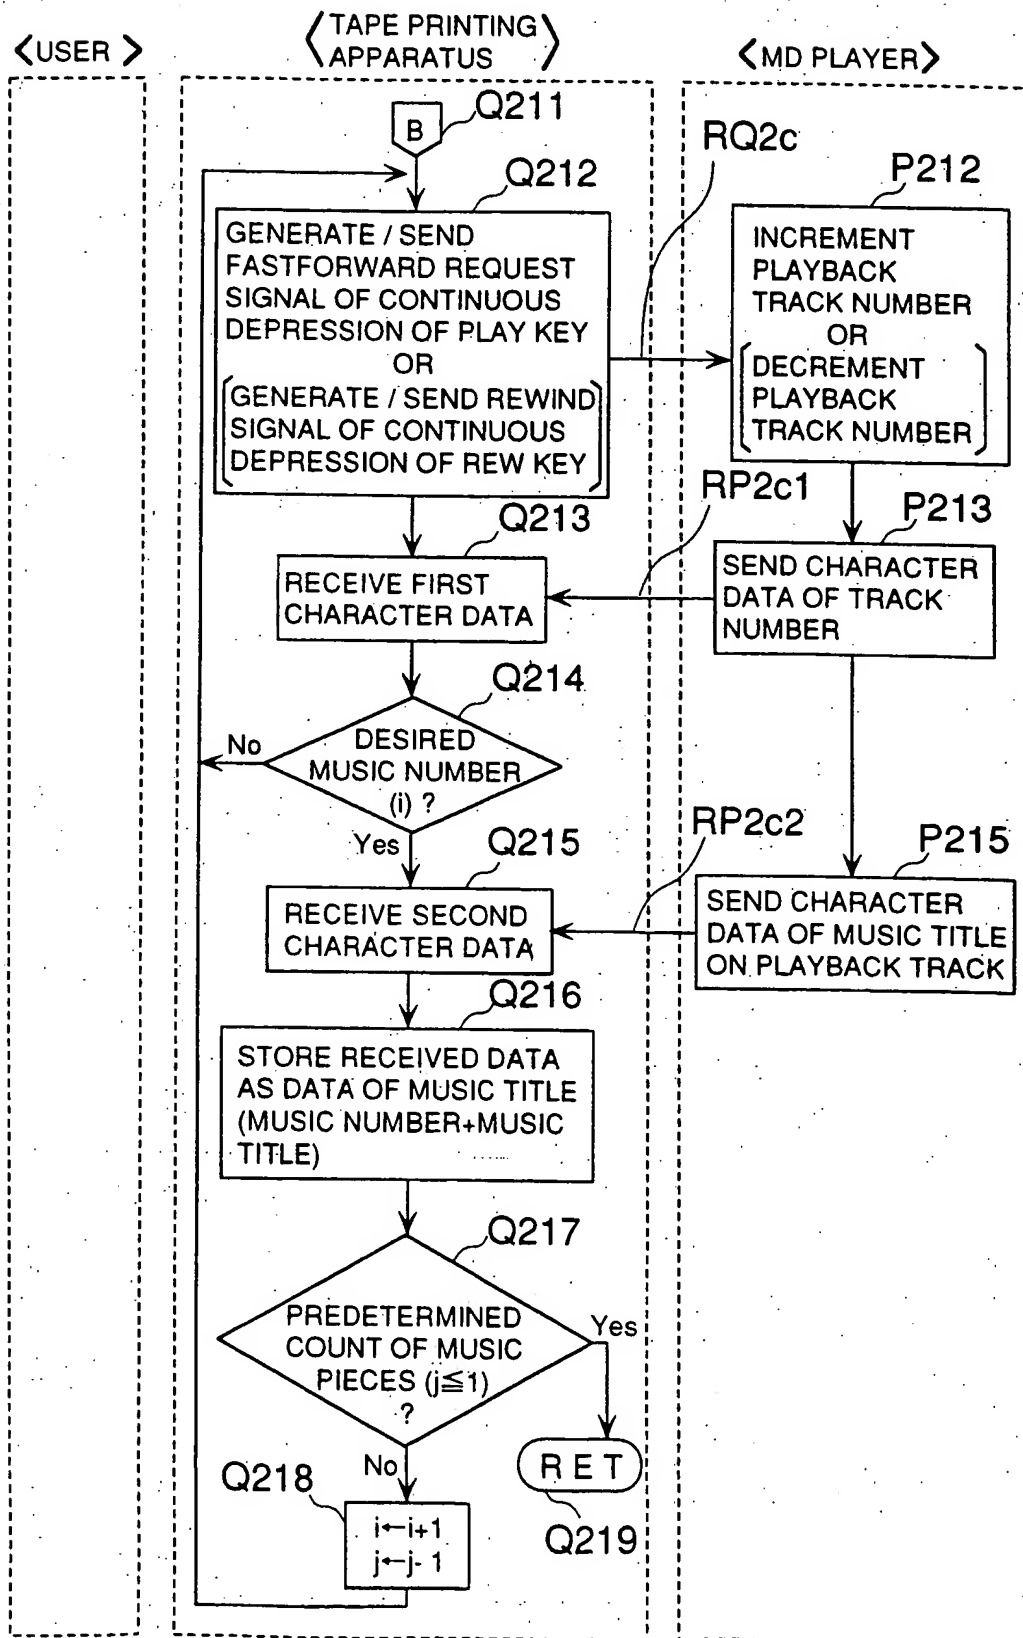 <USER>
<TAPE PRINTING
APPARATUS>
<MD PLAYER>
B
Q211
Q212
GENERATE / SEND
FASTFORWARD REQUEST
SIGNAL OF CONTINUOUS
DEPRESSION OF PLAY KEY
OR
GENERATE / SEND REWIND
SIGNAL OF CONTINUOUS
DEPRESSION OF REW KEY
RQ2c
P212
INCREMENT
PLAYBACK
TRACK NUMBER
OR
DECREMENT
PLAYBACK
TRACK NUMBER
Q213
RECEIVE FIRST
CHARACTER DATA
RP2c1
P213
SEND CHARACTER
DATA OF TRACK
NUMBER
Q214
DESIRED
MUSIC NUMBER
(i) ?
No
Yes
Q215
RECEIVE SECOND
CHARACTER DATA
RP2c2
P215
SEND CHARACTER
DATA OF MUSIC TITLE
ON PLAYBACK TRACK
Q216
STORE RECEIVED DATA
AS DATA OF MUSIC TITLE
(MUSIC NUMBER+MUSIC
TITLE)
Q217
PREDETERMINED
COUNT OF MUSIC
PIECES (j≦1)
?
Yes
No
RET
Q219
Q218
i←i+1
j←j-1